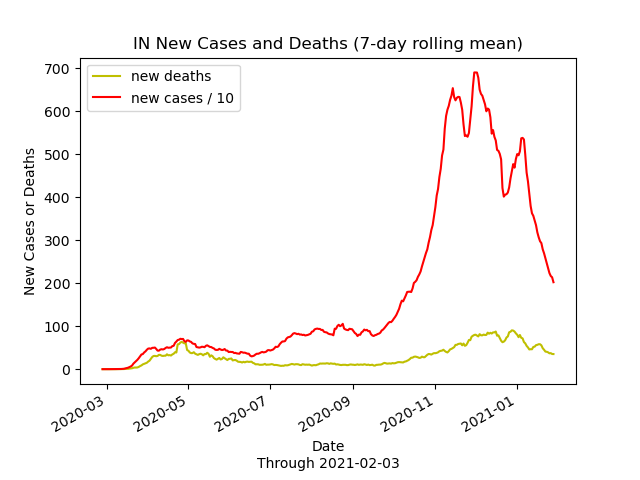 IN New Cases and Deaths (7-day rolling mean)
new deaths
new cases / 10
New Cases or Deaths
700
600
500
400
300
200
100
0
2020-03
2020-05
2020-07
2020-09
2020-11
2021-01
Date
Through 2021-02-03